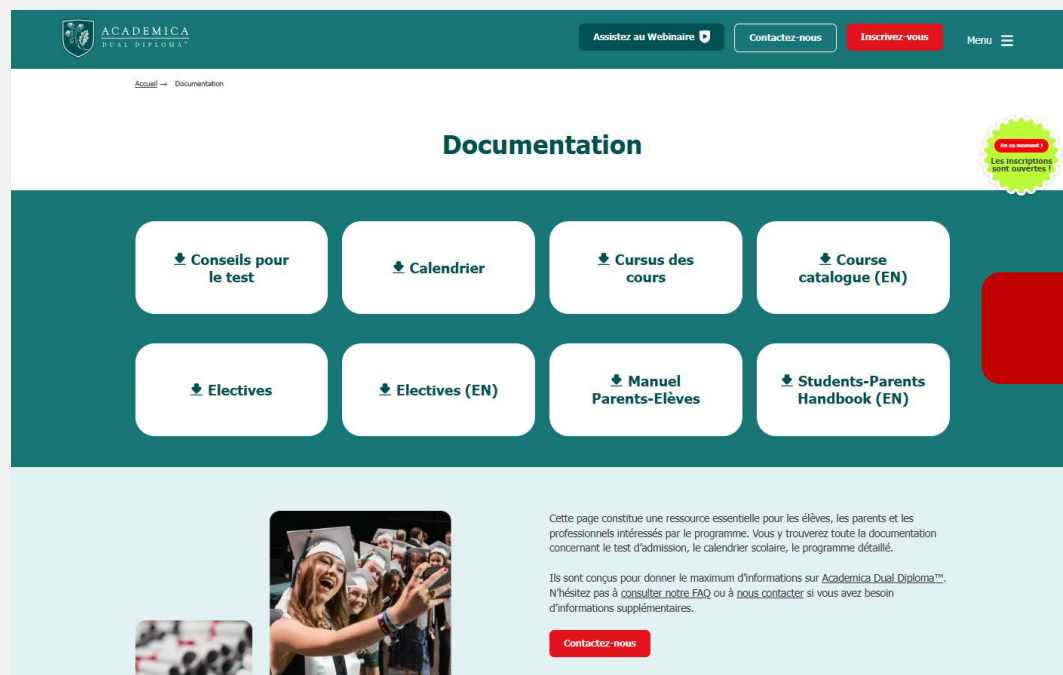 ACADEMICA
DUAL DIPLOMA™
Assistez au Webinaire
Contactez-nous
Inscrivez-vous
Menu
Accueil → Documentation
Documentation
En ce moment !
Les inscriptions
sont ouvertes !
Conseils pour
le test
Calendrier
Cursus des
cours
Course
catalogue (EN)
Electives
Electives (EN)
Manuel
Parents-Elèves
Students-Parents
Handbook (EN)
Cette page constitue une ressource essentielle pour les élèves, les parents et les
professionnels intéressés par le programme. Vous y trouverez toute la documentation
concernant le test d’admission, le calendrier scolaire, le programme détaillé.
Ils sont conçus pour donner le maximum d’informations sur Academica Dual Diploma™.
N’hésitez pas à consulter notre FAQ ou à nous contacter si vous avez besoin
d’informations supplémentaires.
Contactez-nous